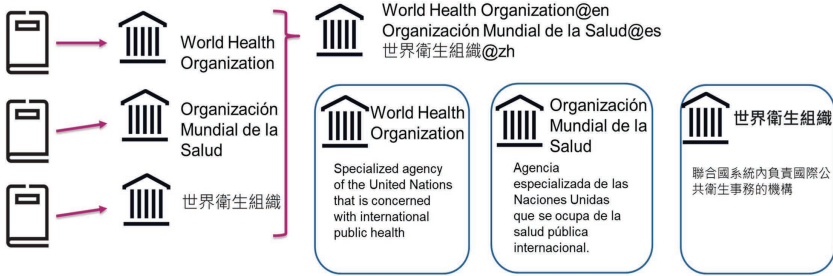 World Health
Organization
Organización
Mundial de la
Salud
世界衛生組織
World Health Organization@en
Organización Mundial de la Salud@es
世界衛生組織@zh
World Health
Organization
Specialized agency
of the United Nations
that is concerned
with international
public health
Organización
Mundial de la
Salud
Agencia
especializada de las
Naciones Unidas
que se ocupa de la
salud pública
internacional.
世界衛生組織
聯合國系統內負責國際公
共衛生事務的機構